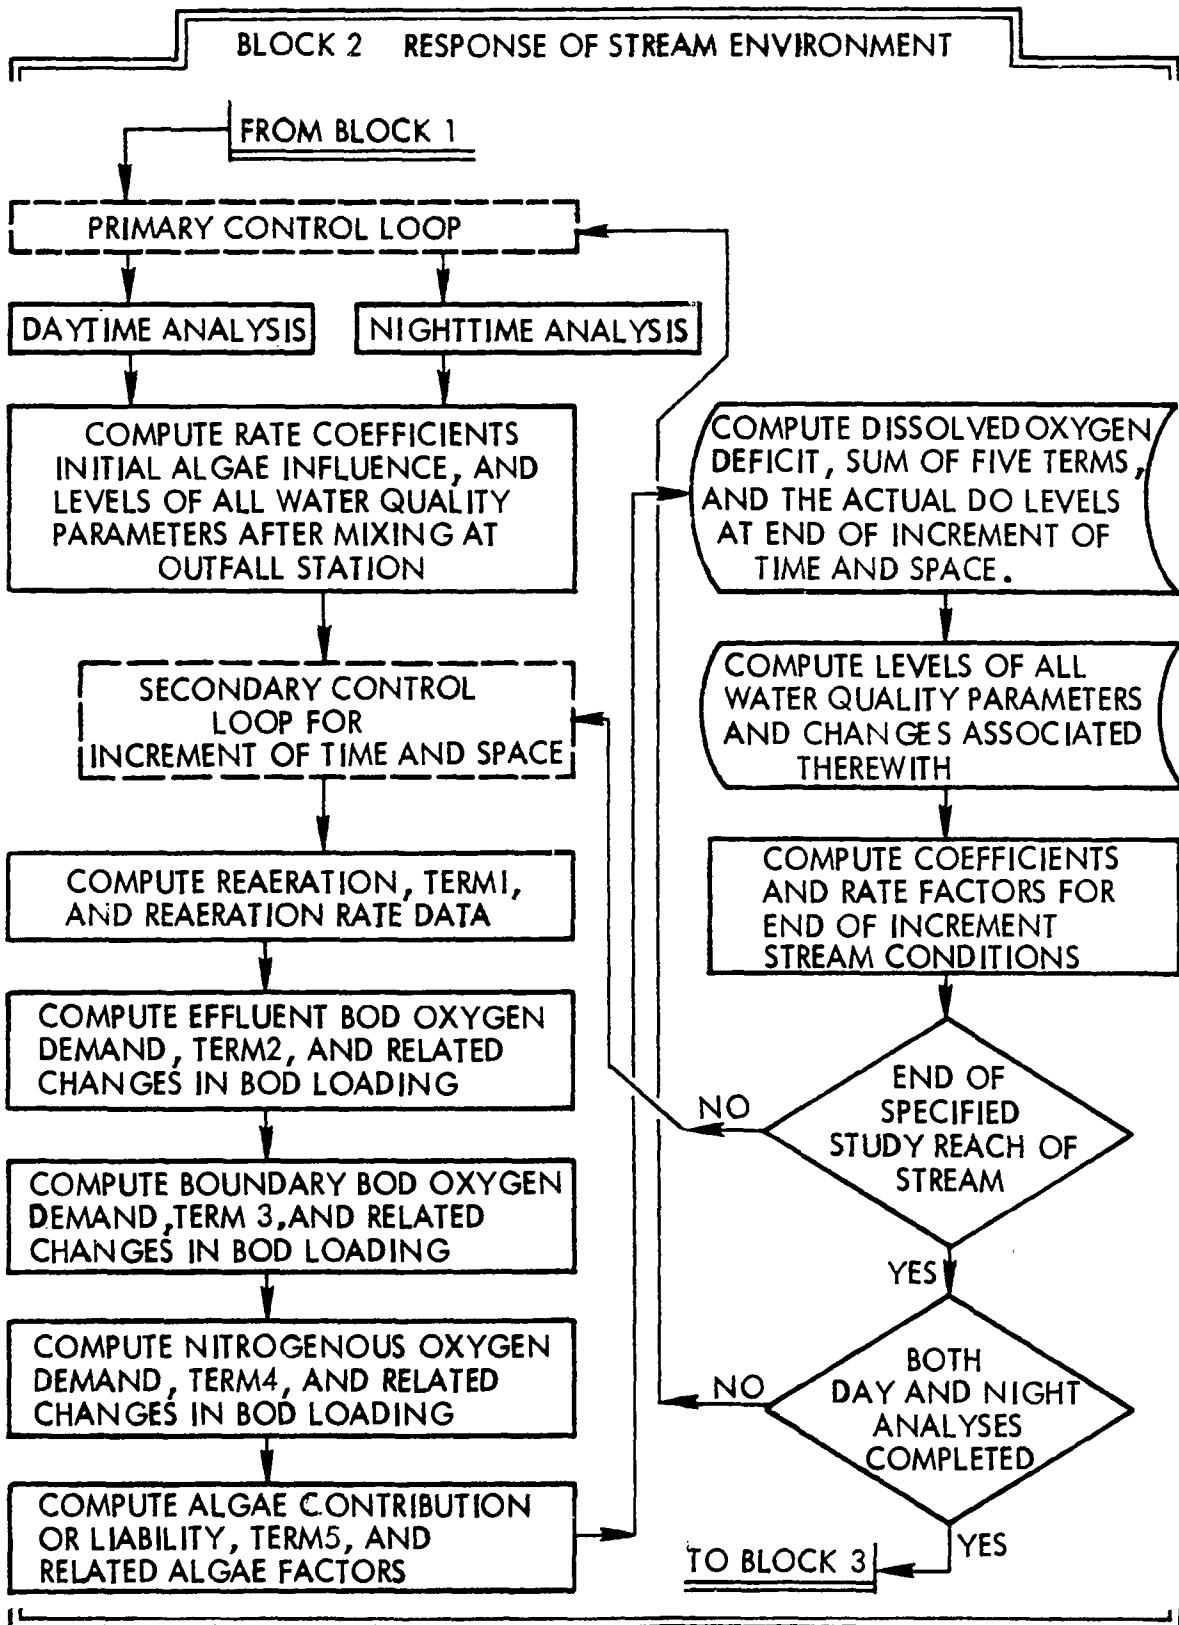 BLOCK 2 RESPONSE OF STREAM ENVIRONMENT
FROM BLOCK 1
PRIMARY CONTROL LOOP
DAYTIME ANALYSIS
NIGHTTIME ANALYSIS
COMPUTE RATE COEFFICIENTS
INITIAL ALGAE INFLUENCE, AND
LEVELS OF ALL WATER QUALITY
PARAMETERS AFTER MIXING AT
OUTFALL STATION
SECONDARY CONTROL
LOOP FOR
INCREMENT OF TIME AND SPACE
COMPUTE REAERATION, TERM1,
AND REAERATION RATE DATA
COMPUTE EFFLUENT BOD OXYGEN
DEMAND, TERM2, AND RELATED
CHANGES IN BOD LOADING
COMPUTE BOUNDARY BOD OXYGEN
DEMAND, TERM 3, AND RELATED
CHANGES IN BOD LOADING
COMPUTE NITROGENOUS OXYGEN
DEMAND, TERM4, AND RELATED
CHANGES IN BOD LOADING
COMPUTE ALGAE CONTRIBUTION
OR LIABILITY, TERM5, AND
RELATED ALGAE FACTORS
COMPUTE DISSOLVED OXYGEN
DEFICIT, SUM OF FIVE TERMS,
AND THE ACTUAL DO LEVELS
AT END OF INCREMENT OF
TIME AND SPACE.
COMPUTE LEVELS OF ALL
WATER QUALITY PARAMETERS
AND CHANGES ASSOCIATED
THEREWITH
COMPUTE COEFFICIENTS
AND RATE FACTORS FOR
END OF INCREMENT
STREAM CONDITIONS
END OF
SPECIFIED
STUDY REACH OF
STREAM
NO
YES
BOTH
DAY AND NIGHT
ANALYSES
COMPLETED
NO
YES
TO BLOCK 3